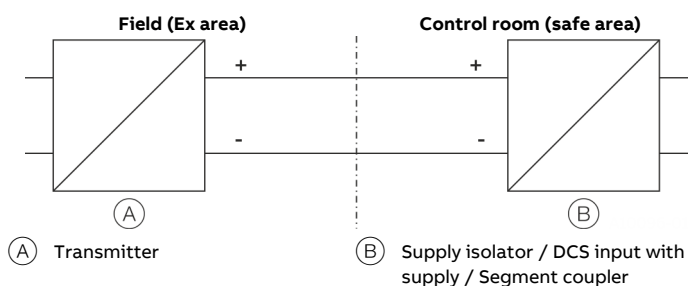 Field (Ex area)
Control room (safe area)
+
+
-
-
A
B
A Transmitter
B Supply isolator / DCS input with
supply / Segment coupler